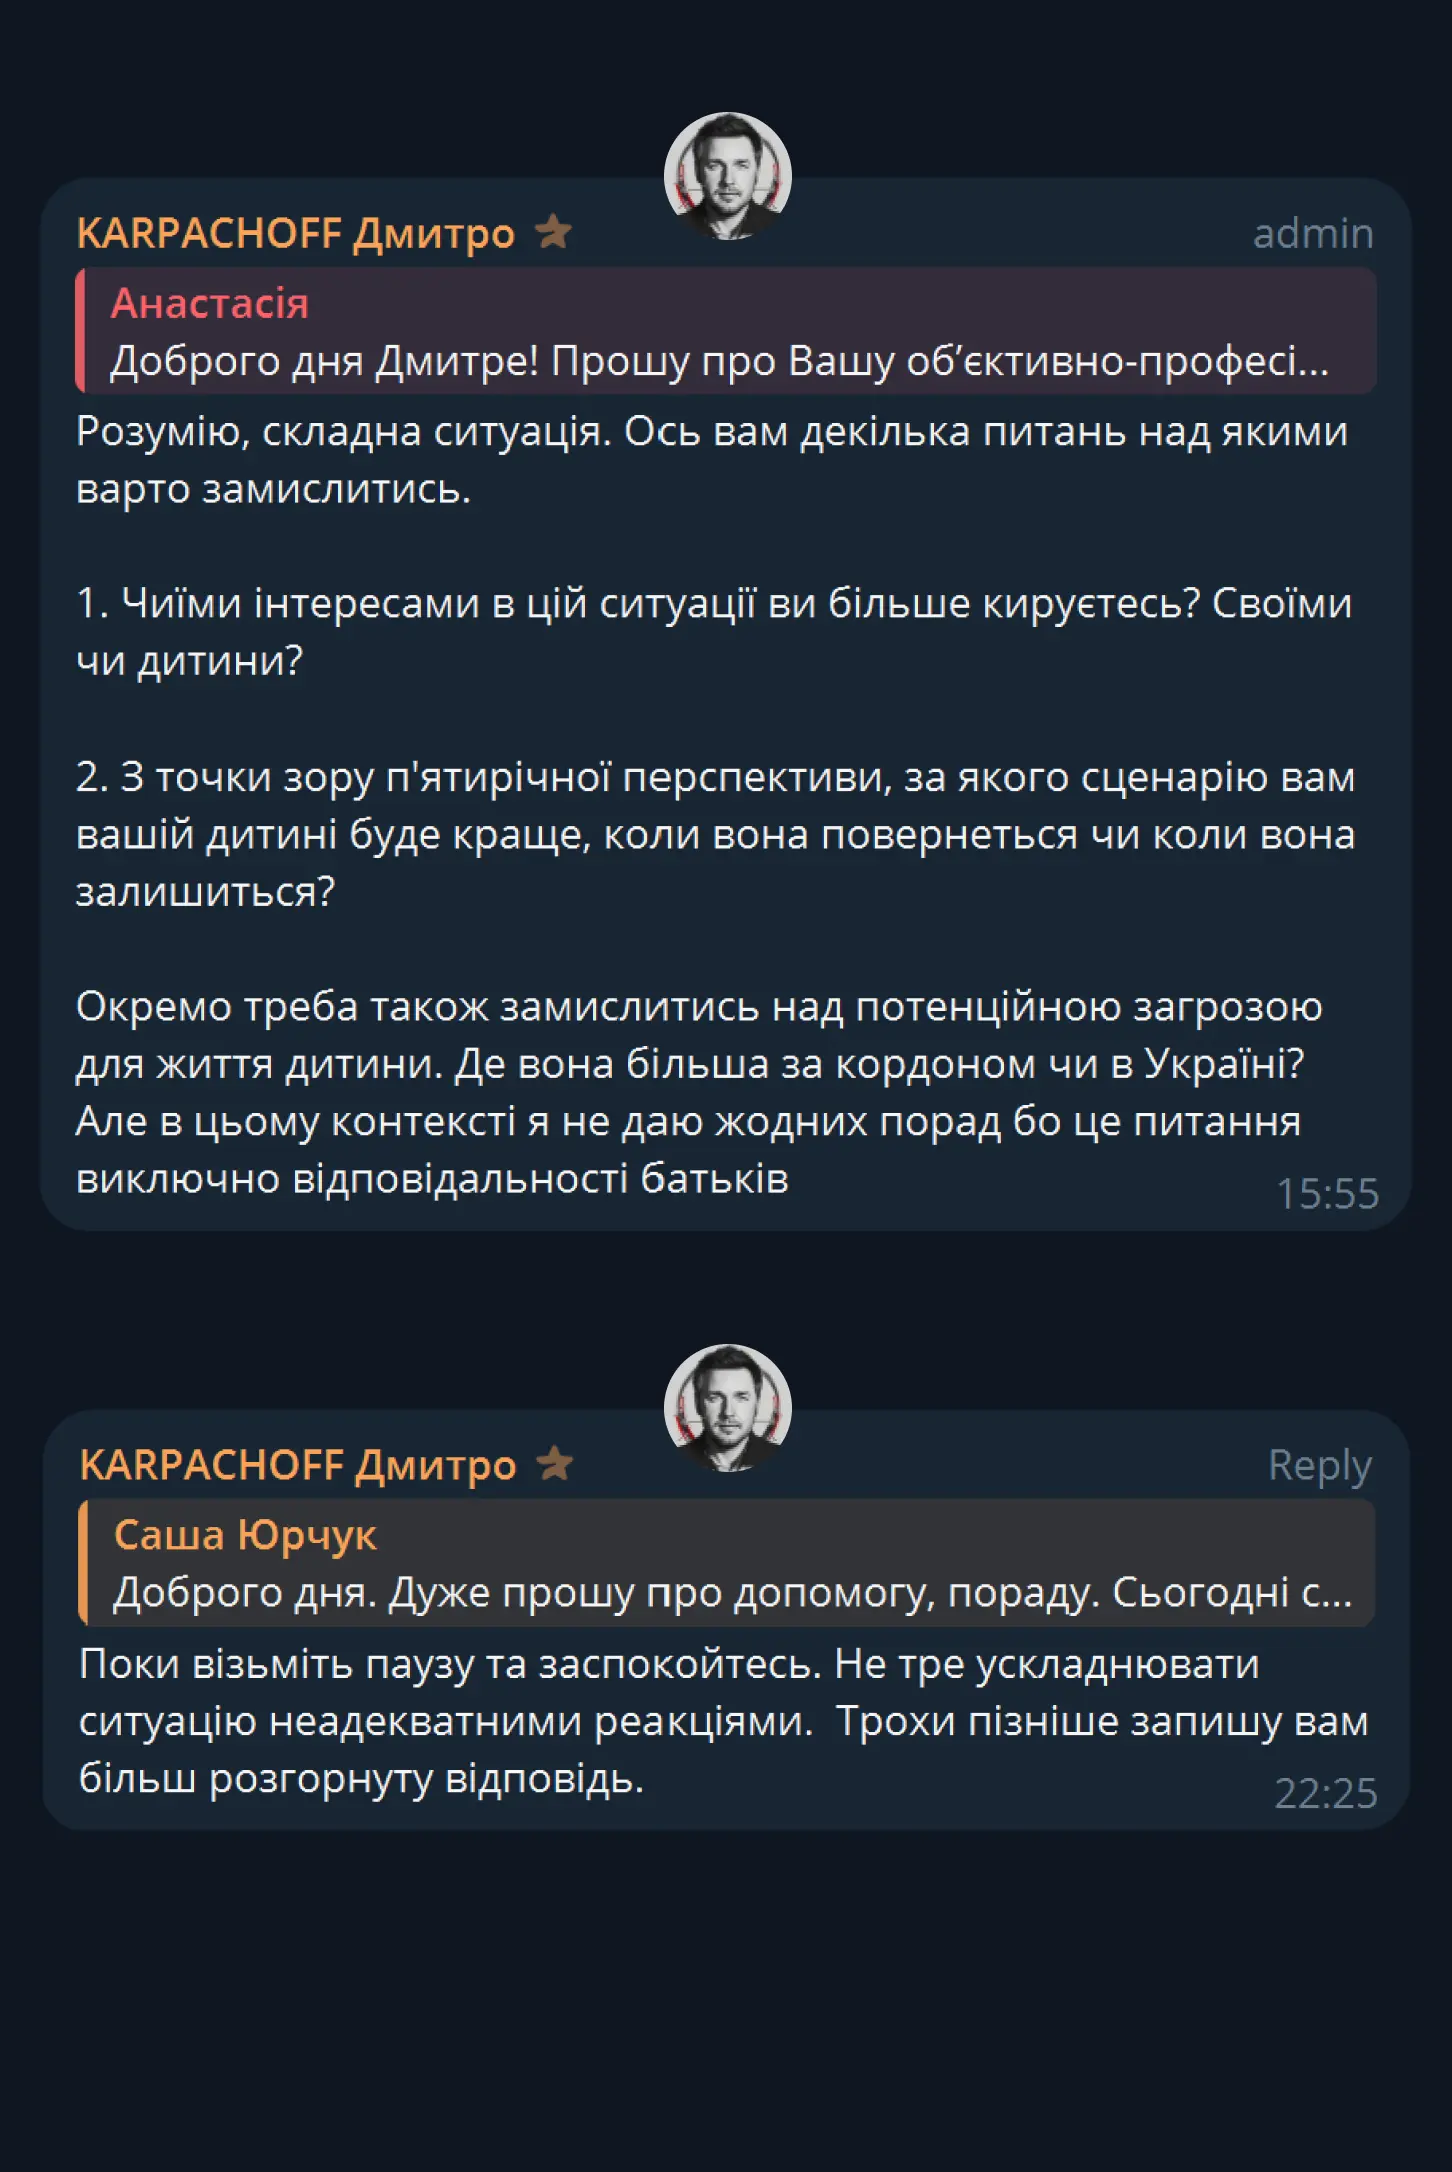 KARPACHOFF Дмитро
admin
Анастасія
Доброго дня Дмитре! Прошу про Вашу об’єктивно-професі...
Розумію, складна ситуація. Ось вам декілька питань над якими
варто замислитись.
1. Чиїми інтересами в цій ситуації ви більше кируєтесь? Своїми
чи дитини?
2. З точки зору п'ятирічної перспективи, за якого сценарію вам
вашій дитині буде краще, коли вона повернеться чи коли вона
залишиться?
Окремо треба також замислитись над потенційною загрозою
для життя дитини. Де вона більша за кордоном чи в Україні?
Але в цьому контексті я не даю жодних порад бо це питання
виключно відповідальності батьків
15:55
KARPACHOFF Дмитро
Reply
Саша Юрчук
Доброго дня. Дуже прошу про допомогу, пораду. Сьогодні с...
Поки візьміть паузу та заспокойтесь. Не тре ускладнювати
ситуацію неадекватними реакціями.  Трохи пізніше запишу вам
більш розгорнуту відповідь.
22:25